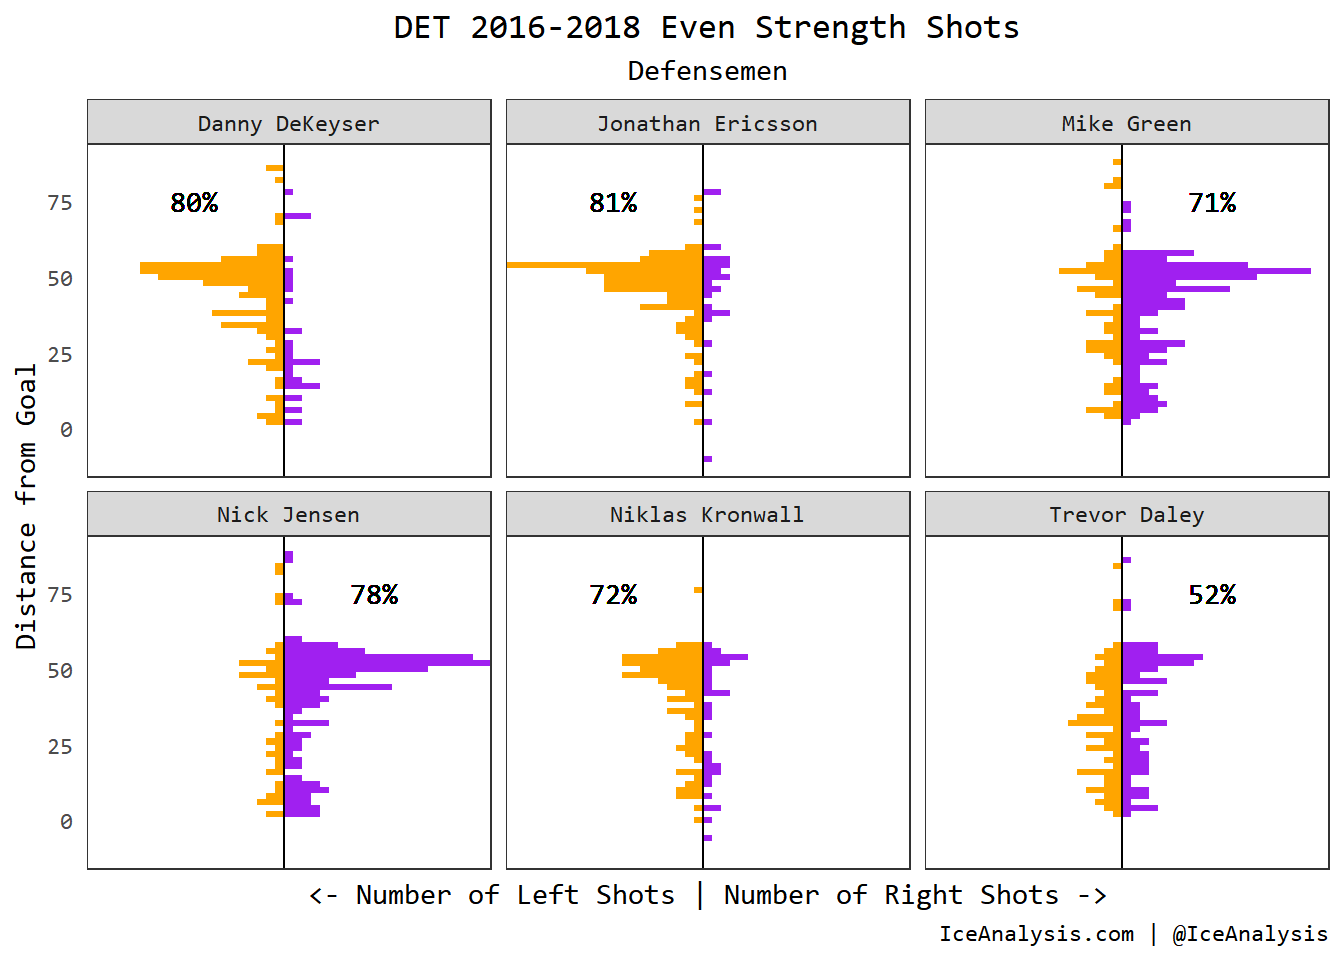 DET 2016-2018 Even Strength Shots
Defensemen
Danny DeKeyser
Jonathan Ericsson
Mike Green
80%
81%
71%
75
50
25
0
Nick Jensen
Niklas Kronwall
Trevor Daley
78%
72%
52%
75
50
25
0
Distance from Goal
<- Number of Left Shots | Number of Right Shots ->
IceAnalysis.com | @IceAnalysis